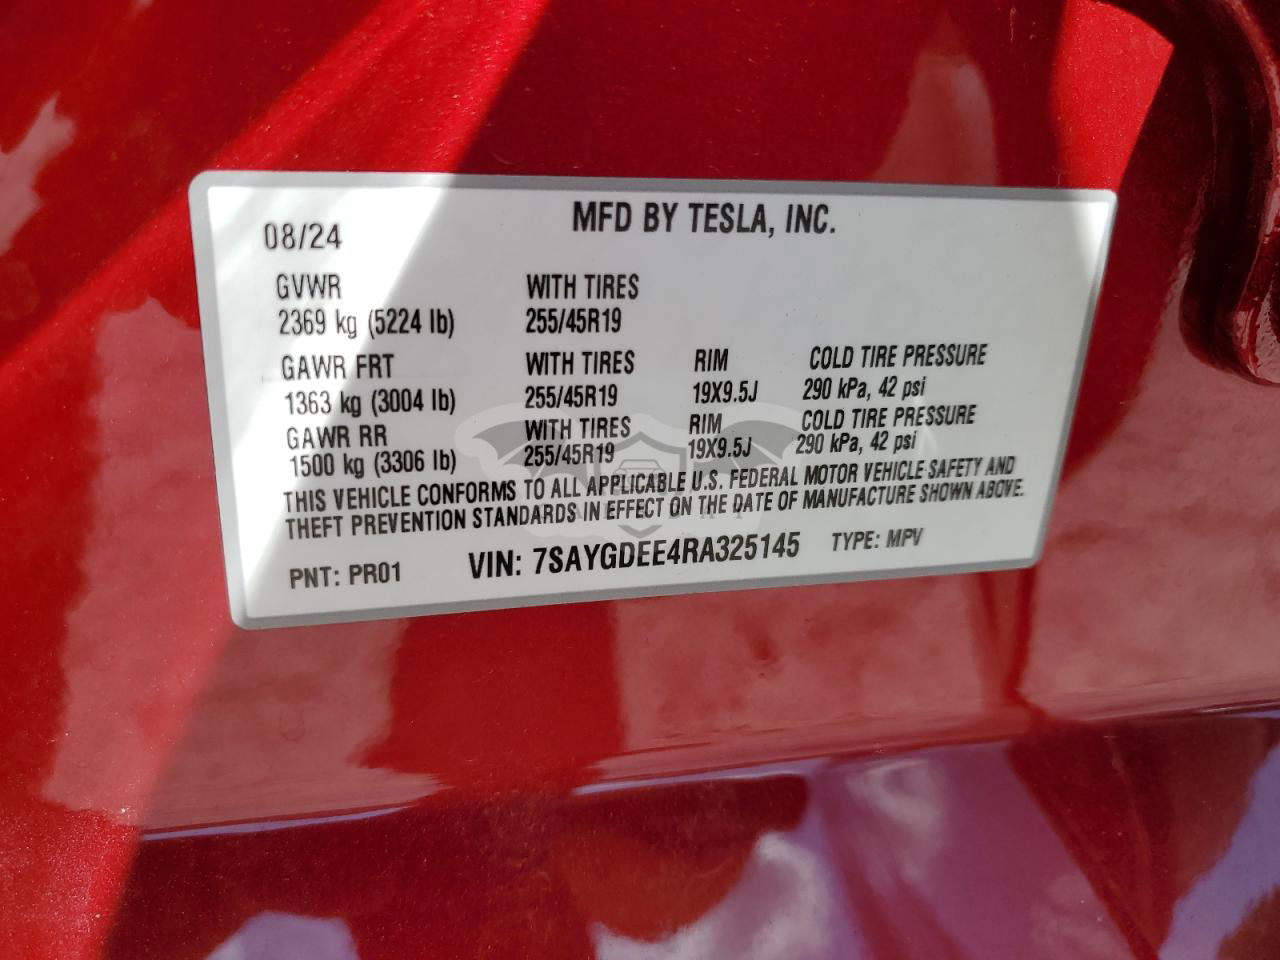 MFD BY TESLA, INC.
08/24
GVWR WITH TIRES
2369 kg (5224 lb) 255/45R19
GAWR FRT WITH TIRES RIM COLD TIRE PRESSURE
1363 kg (3004 lb) 255/45R19 19X9.5J 290 kPa, 42 psi
GAWR RR WITH TIRES RIM COLD TIRE PRESSURE
1500 kg (3306 lb) 255/45R19 19X9.5J 290 kPa, 42 psi
THIS VEHICLE CONFORMS TO ALL APPLICABLE U.S. FEDERAL MOTOR VEHICLE SAFETY AND
THEFT PREVENTION STANDARDS IN EFFECT ON THE DATE OF MANUFACTURE SHOWN ABOVE.
PNT: PR01 VIN: 7SAYGDEE4RA325145 TYPE: MPV